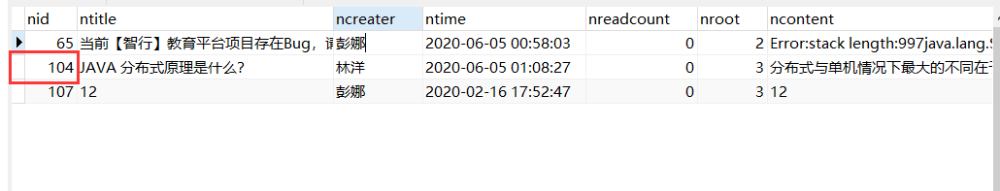 nid ntitle ncreater ntime nreadcount nroot ncontent
65 当前【智行】教育平台项目存在Bug，请 彭娜 2020-06-05 00:58:03 0 2 Error:stack length:997java.lang.S
104 JAVA 分布式原理是什么? 林洋 2020-06-05 01:08:27 0 3 分布式与单机情况下最大的不同在于
107 12 彭娜 2020-02-16 17:52:47 0 3 12